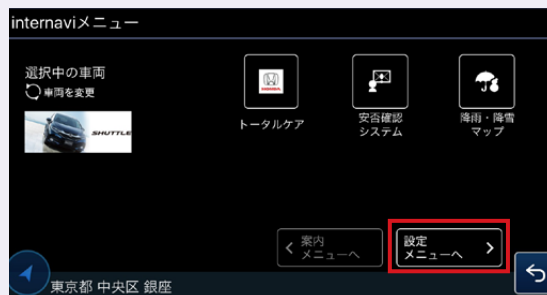 internaviメニュー
選択中の車両
車両を変更
SHUTTLE
HONDA
トータルケア
安否確認
システム
降雨・降雪
マップ
案内
メニューへ
設定
メニューへ
東京都 中央区 銀座